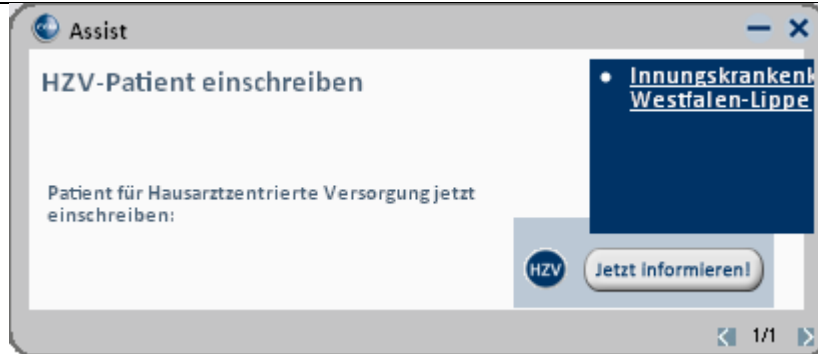 Assist
HZV-Patient einschreiben
• Innungskrankenk
Westfalen-Lippe
Patient für Hausarztzentrierte Versorgung jetzt
einschreiben:
HZV
Jetzt informieren!
1/1